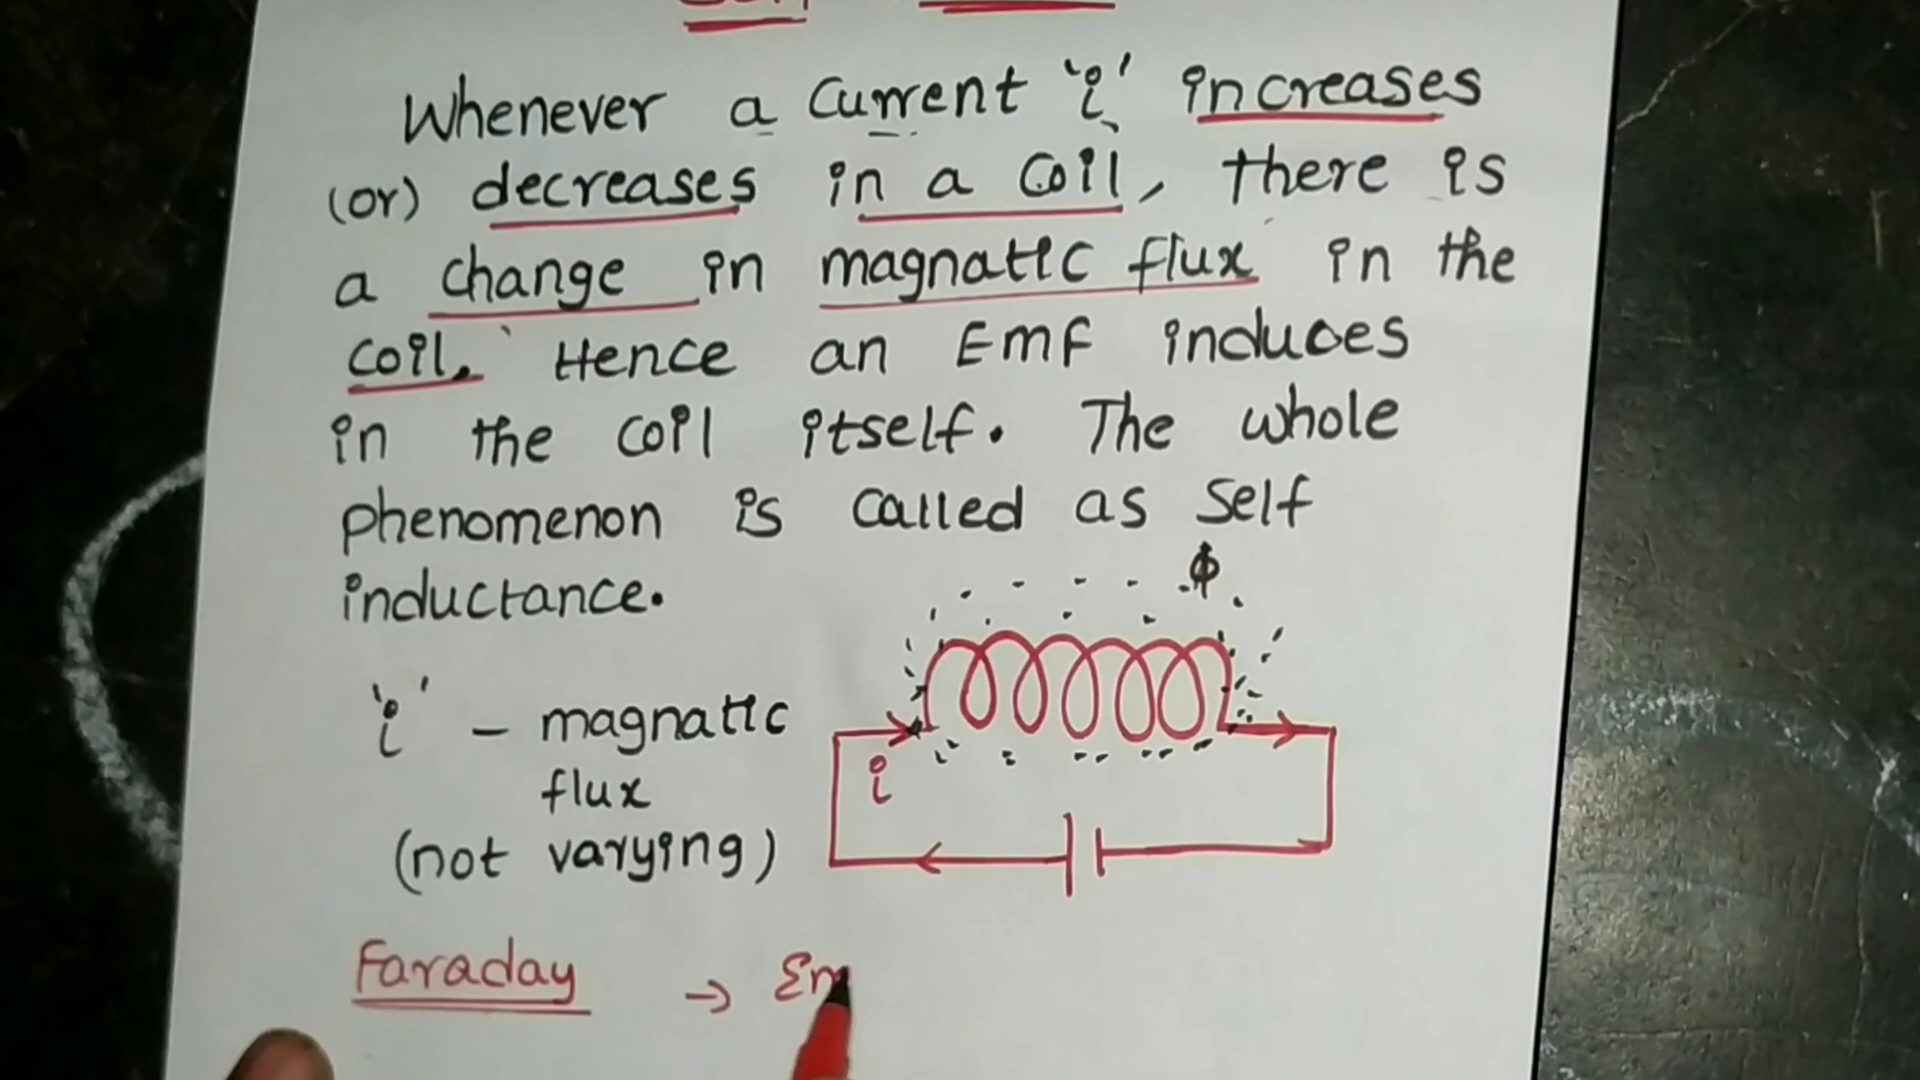 Whenever a current 'i' increases
(or) decreases in a coil, there is
a change in magnatic flux in the
coil. Hence an Emf induces
in the coil itself. The whole
phenomenon is called as self
inductance.
ɸ
'i' - magnatic
flux
i
(not varying)
Faraday → Em